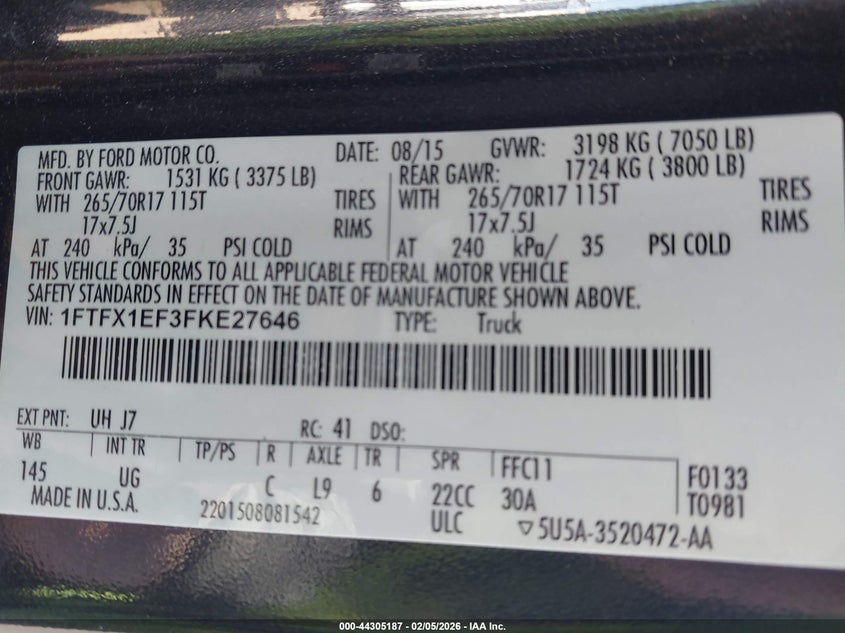 MFD. BY FORD MOTOR CO. DATE: 08/15 GVWR: 3198 KG ( 7050 LB)
FRONT GAWR: 1531 KG ( 3375 LB) REAR GAWR: 1724 KG ( 3800 LB)
WITH 265/70R17 115T TIRES WITH 265/70R17 115T TIRES
17x7.5J RIMS 17x7.5J RIMS
AT 240 kPa/ 35 PSI COLD AT 240 kPa/ 35 PSI COLD
THIS VEHICLE CONFORMS TO ALL APPLICABLE FEDERAL MOTOR VEHICLE
SAFETY STANDARDS IN EFFECT ON THE DATE OF MANUFACTURE SHOWN ABOVE.
VIN: 1FTFX1EF3FKE27646 TYPE: Truck
EXT PNT: UH J7 RC: 41 DSO:
WB INT TR TP/PS R AXLE TR SPR FFC11 F0133
145 UG C L9 6 22CC 30A T0981
MADE IN U.S.A. 2201508081542 ULC ▽5U5A-3520472-AA
000-44305187 - 02/05/2026 - IAA Inc.